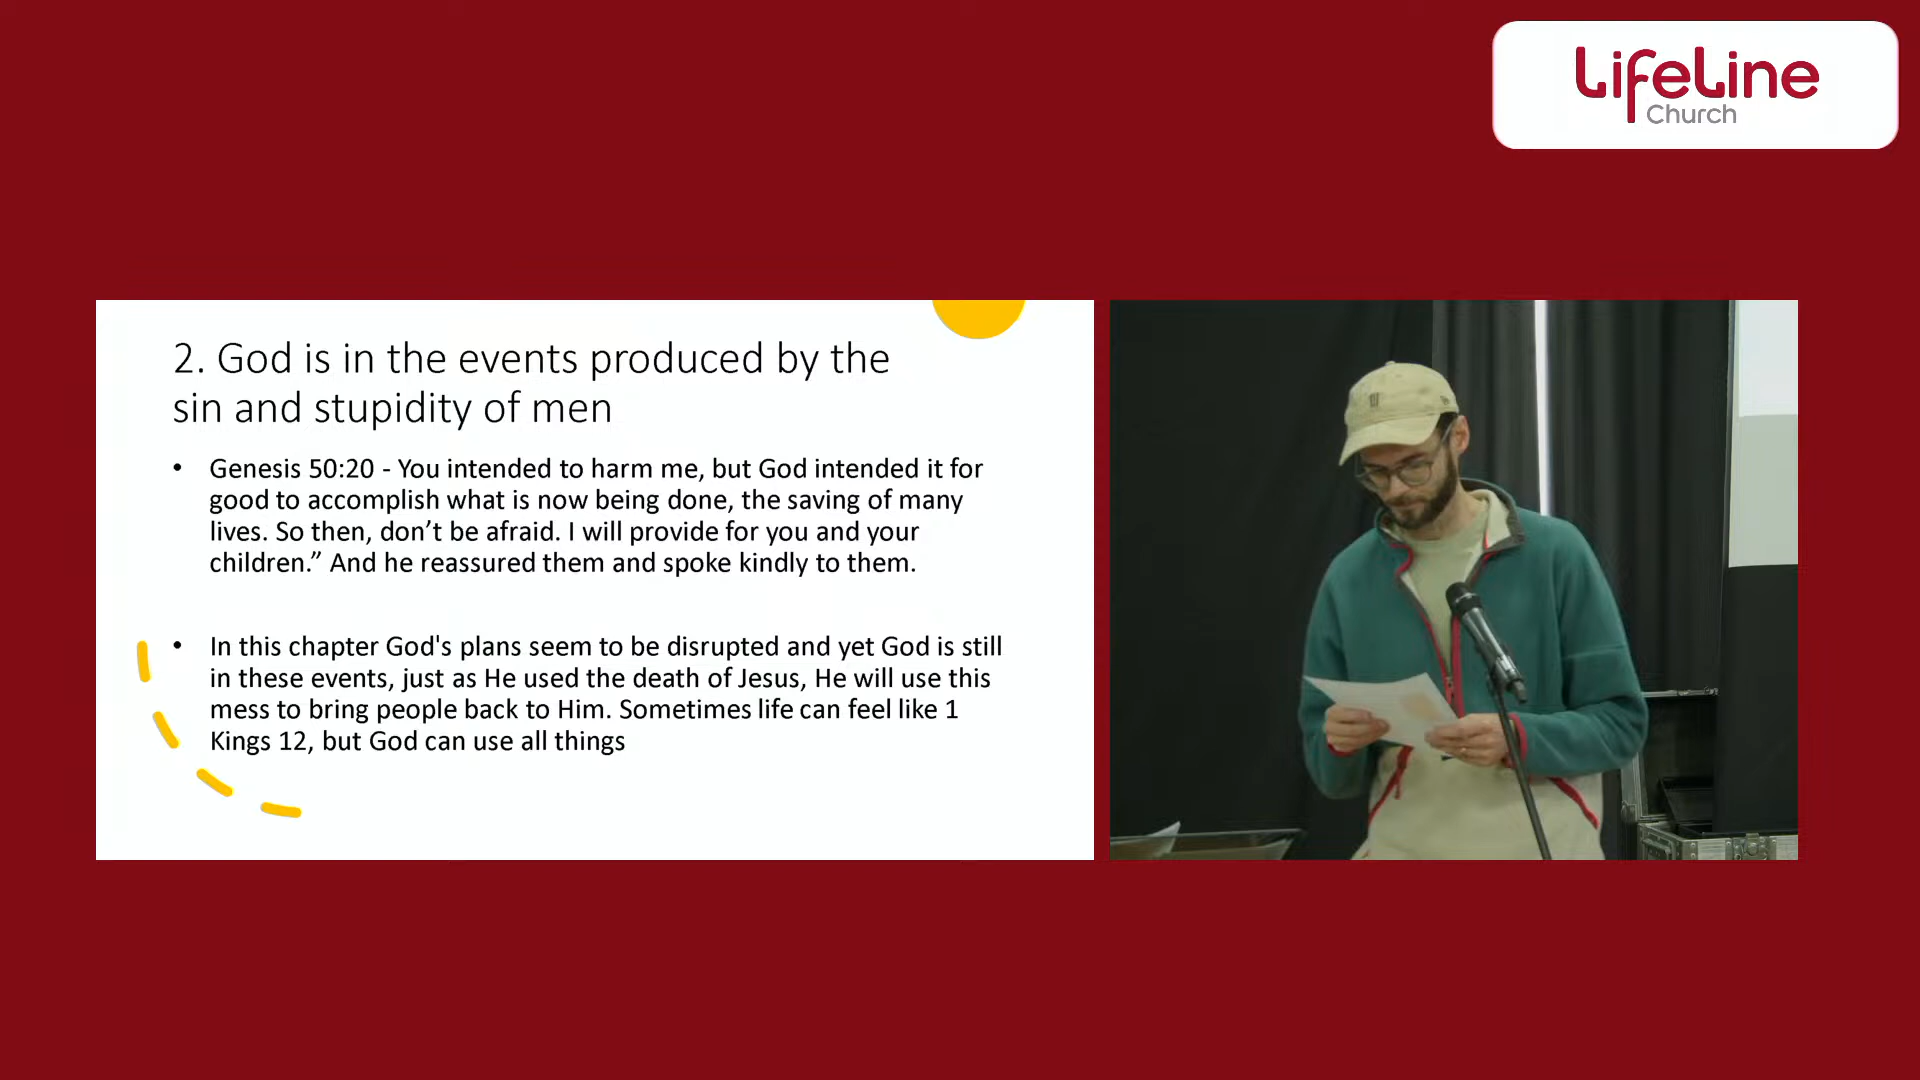 LifeLine
Church
2. God is in the events produced by the
sin and stupidity of men
• Genesis 50:20 - You intended to harm me, but God intended it for
good to accomplish what is now being done, the saving of many
lives. So then, don’t be afraid. I will provide for you and your
children.” And he reassured them and spoke kindly to them.
• In this chapter God's plans seem to be disrupted and yet God is still
in these events, just as He used the death of Jesus, He will use this
mess to bring people back to Him. Sometimes life can feel like 1
Kings 12, but God can use all things